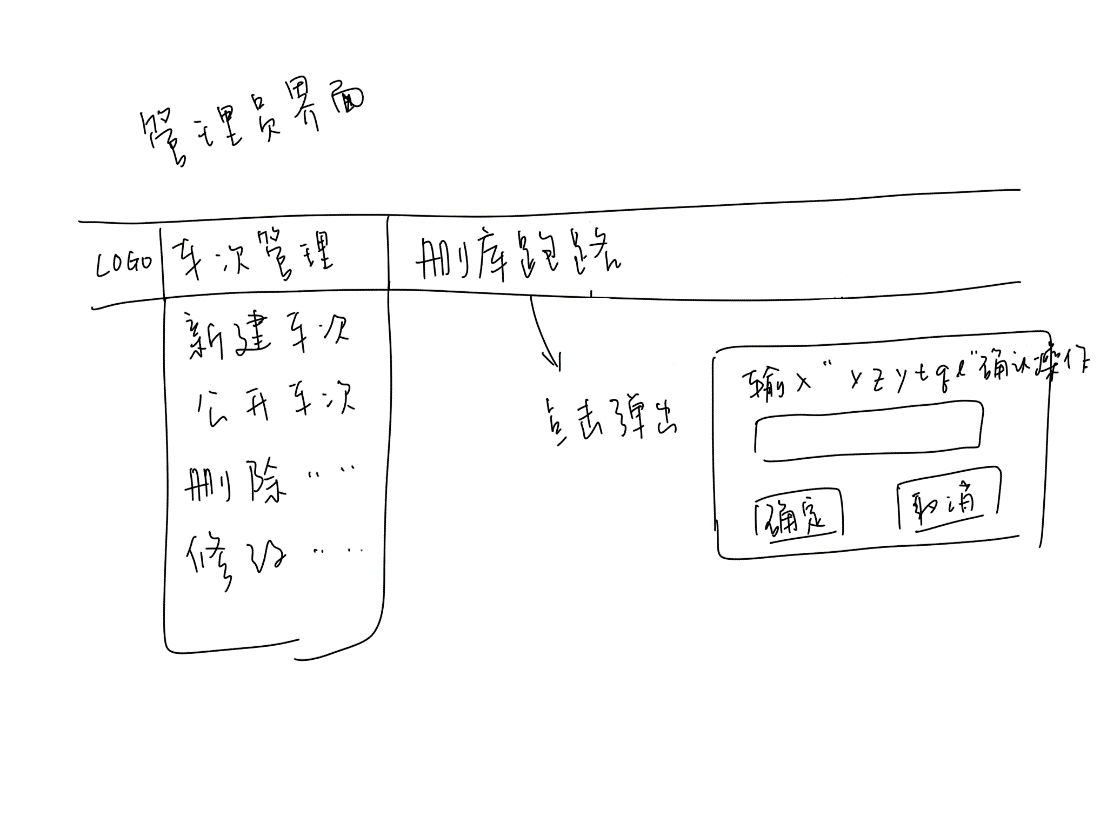 管理员界面
LOGO 车次管理 删库跑路
新建车次
公开车次
删除 ‥ ‥
修改 ‥ ‥
点击弹出
输入“xzytql”确认操作
确定 取消